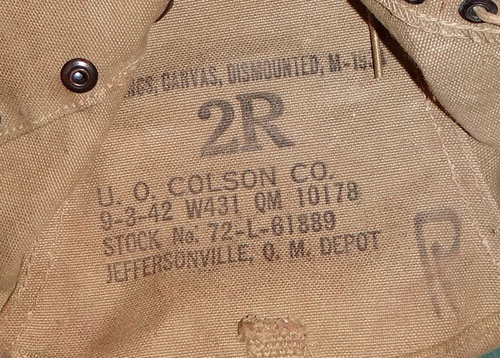 CANVAS, DISMOUNTED,
2R
U. O. COLSON CO.
9-3-42 W431 QM 10178
STOCK No. 72-L-61889
JEFFERSONVILLE, Q. M. DEPOT
P